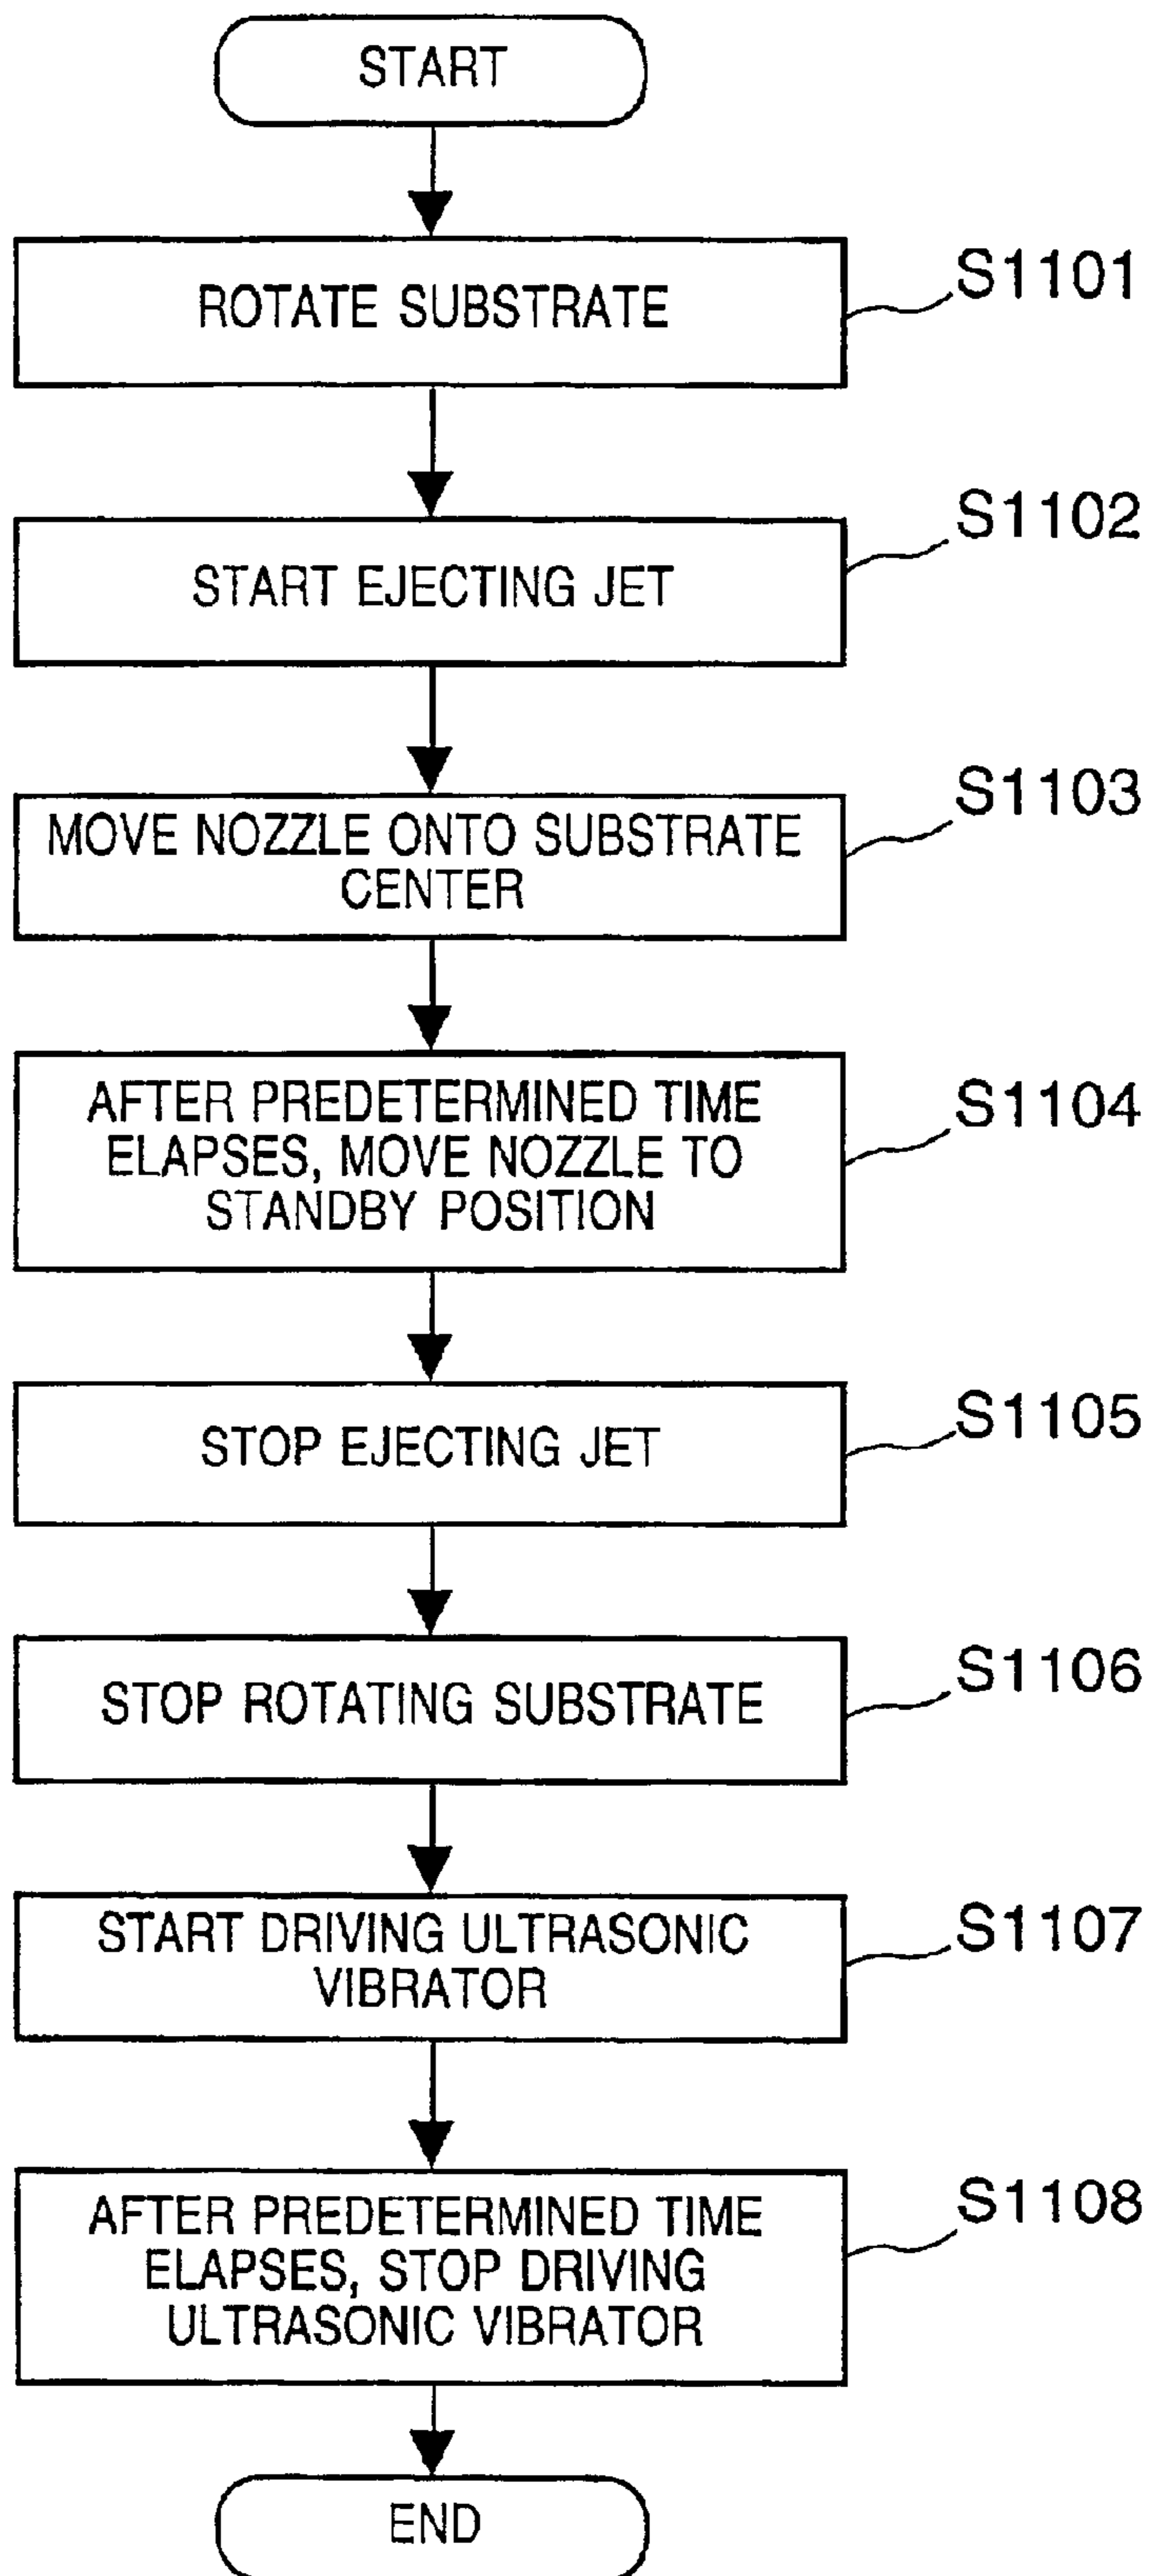 START
ROTATE SUBSTRATE
S1101
START EJECTING JET
S1102
MOVE NOZZLE ONTO SUBSTRATE
CENTER
S1103
AFTER PREDETERMINED TIME
ELAPSES, MOVE NOZZLE TO
STANDBY POSITION
S1104
STOP EJECTING JET
S1105
STOP ROTATING SUBSTRATE
S1106
START DRIVING ULTRASONIC
VIBRATOR
S1107
AFTER PREDETERMINED TIME
ELAPSES, STOP DRIVING
ULTRASONIC VIBRATOR
S1108
END